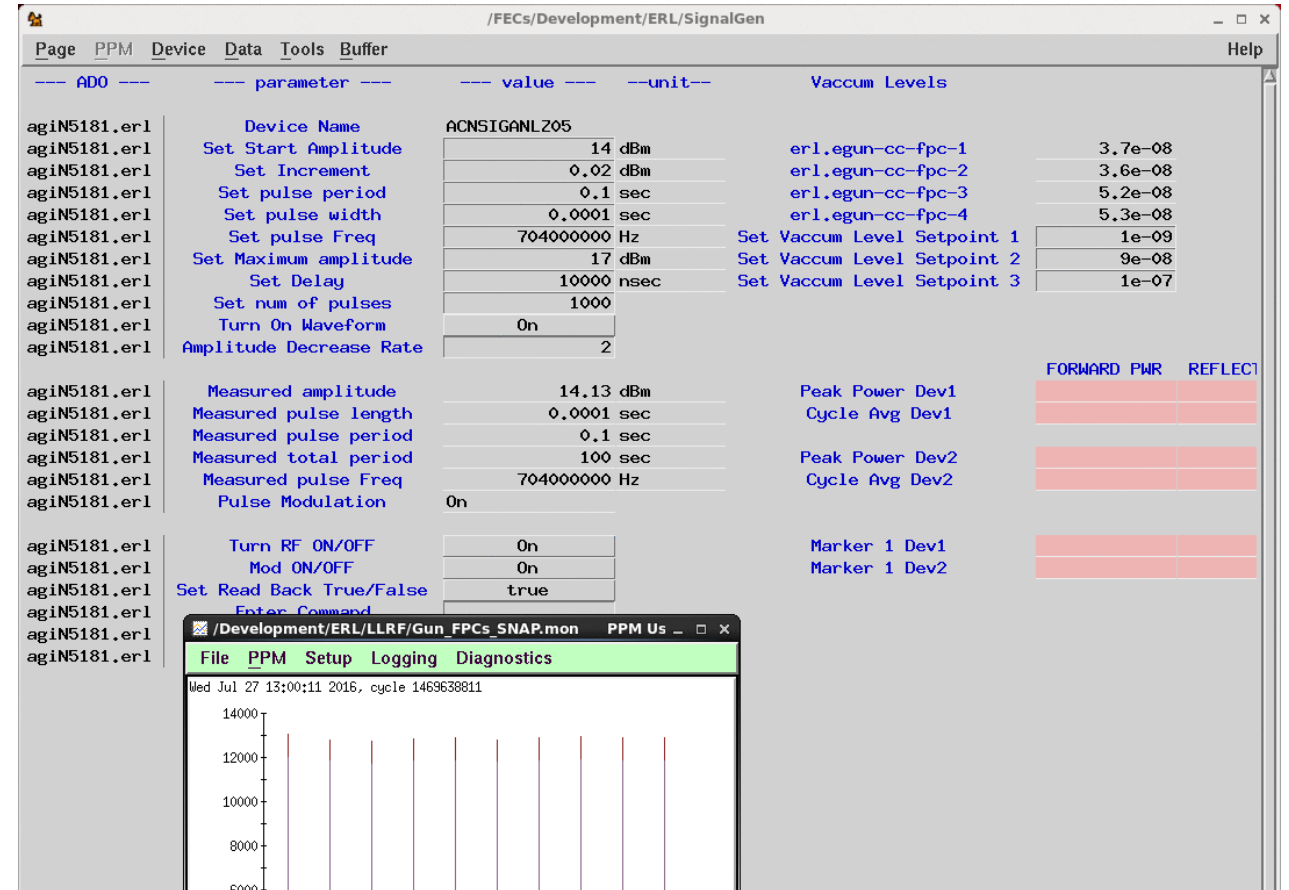 /FECs/Development/ERL/SignalGen
Page PPM Device Data Tools Buffer Help
--- ADO --- --- parameter --- --- value --- --unit-- Vaccum Levels
agiN5181.erl Device Name ACNSIGANLZ05
agiN5181.erl Set Start Amplitude 14 dBm erl.egun-cc-fpc-1 3.7e-08
agiN5181.erl Set Increment 0.02 dBm erl.egun-cc-fpc-2 3.6e-08
agiN5181.erl Set pulse period 0.1 sec erl.egun-cc-fpc-3 5.2e-08
agiN5181.erl Set pulse width 0.0001 sec erl.egun-cc-fpc-4 5.3e-08
agiN5181.erl Set pulse Freq 704000000 Hz Set Vaccum Level Setpoint 1 1e-09
agiN5181.erl Set Maximum amplitude 17 dBm Set Vaccum Level Setpoint 2 9e-08
agiN5181.erl Set Delay 10000 nsec Set Vaccum Level Setpoint 3 1e-07
agiN5181.erl Set num of pulses 1000
agiN5181.erl Turn On Waveform On
agiN5181.erl Amplitude Decrease Rate 2
FORWARD PWR REFLECT
agiN5181.erl Measured amplitude 14.13 dBm Peak Power Dev1
agiN5181.erl Measured pulse length 0.0001 sec Cycle Avg Dev1
agiN5181.erl Measured pulse period 0.1 sec
agiN5181.erl Measured total period 100 sec Peak Power Dev2
agiN5181.erl Measured pulse Freq 704000000 Hz Cycle Avg Dev2
agiN5181.erl Pulse Modulation On
agiN5181.erl Turn RF ON/OFF On Marker 1 Dev1
agiN5181.erl Mod ON/OFF On Marker 1 Dev2
agiN5181.erl Set Read Back True/False true
agiN5181.erl Enter Command
agiN5181.erl
agiN5181.erl
/Development/ERL/LLRF/Gun_FPCs_SNAP.mon PPM Us
File PPM Setup Logging Diagnostics
Wed Jul 27 13:00:11 2016, cycle 1469638811
14000
12000
10000
8000
6000